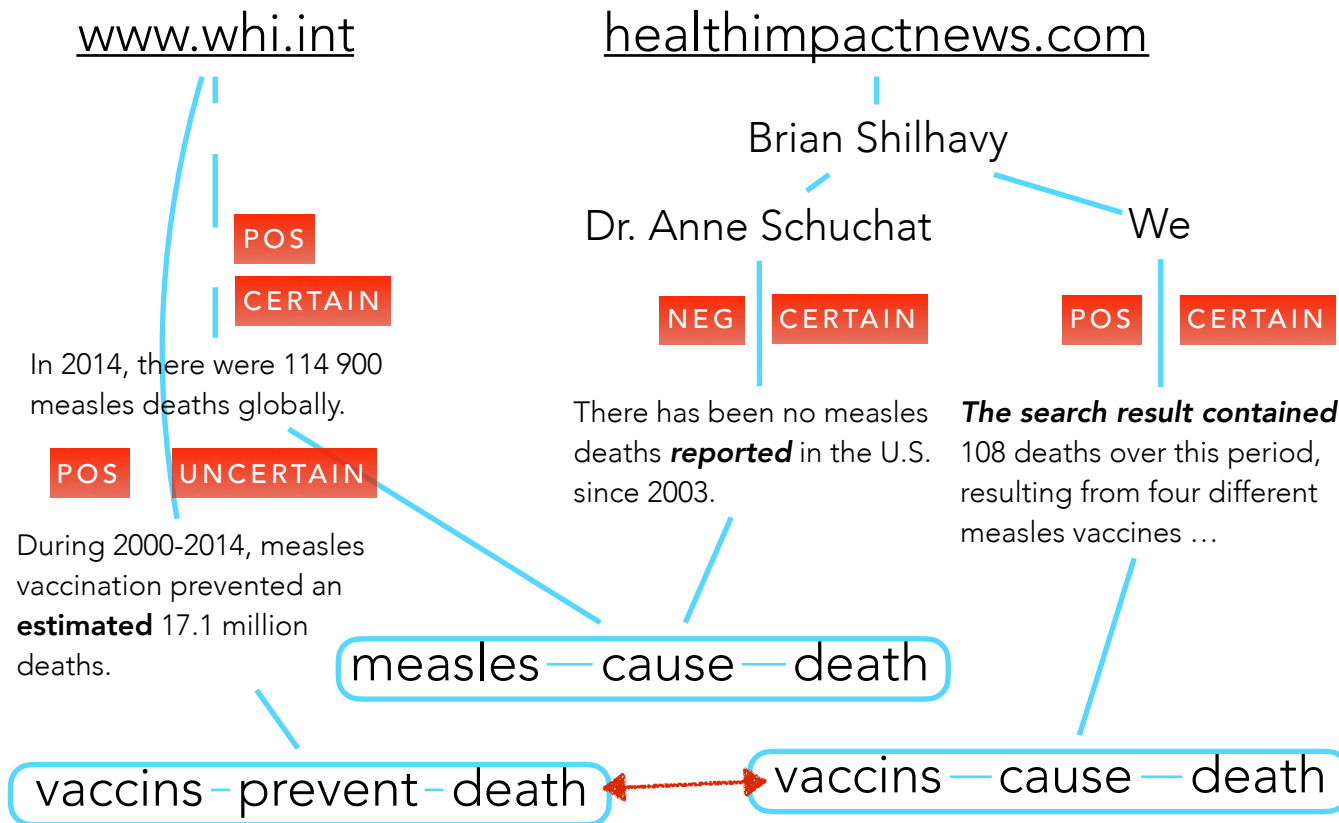 www.whi.int
healthimpactnews.com
Brian Shilhavy
Dr. Anne Schuchat
We
POS
CERTAIN
NEG
CERTAIN
POS
CERTAIN
In 2014, there were 114 900
measles deaths globally.
POS
UNCERTAIN
During 2000-2014, measles
vaccination prevented an
estimated 17.1 million
deaths.
There has been no measles
deaths reported in the U.S.
since 2003.
The search result contained
108 deaths over this period,
resulting from four different
measles vaccines …
measles — cause — death
vaccins – prevent – death
vaccins — cause — death